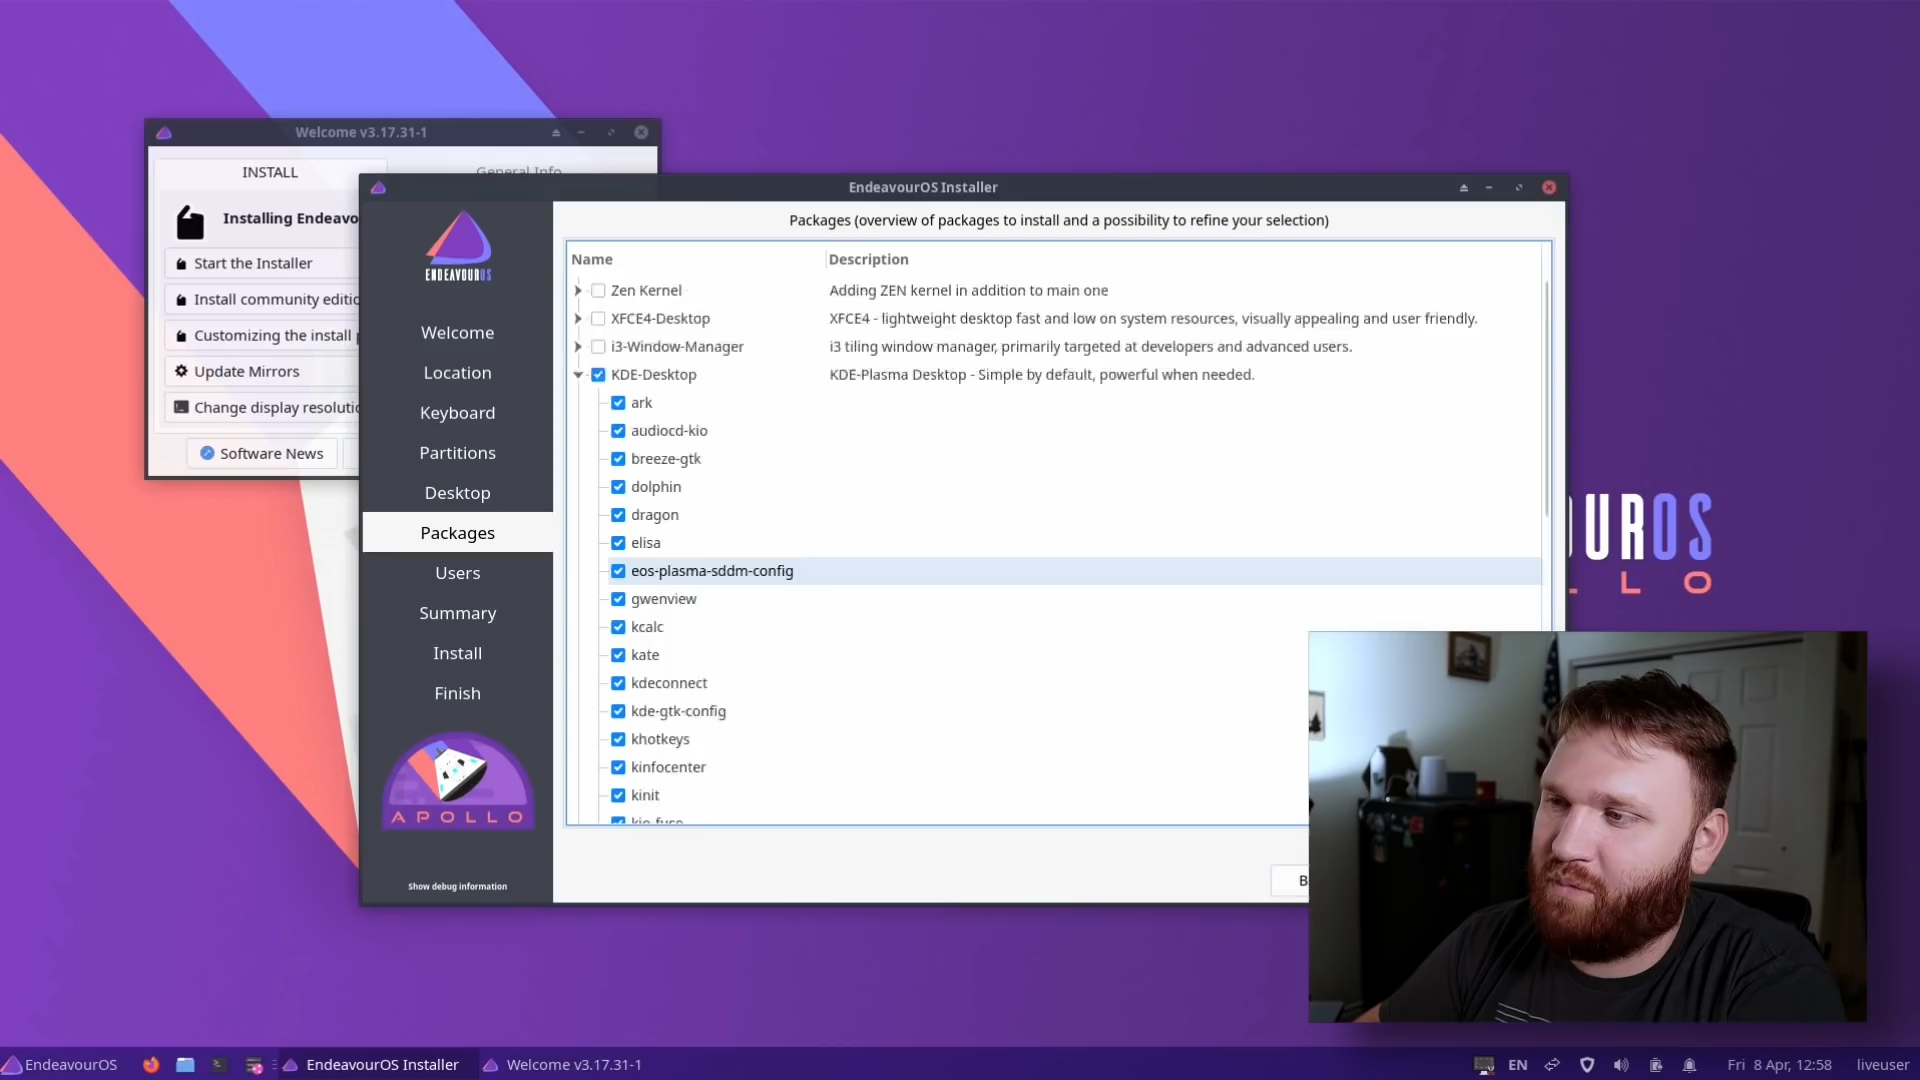 Welcome v3.17.31-1
INSTALL
General Info
Installing Endeavo
Start the Installer
Install community editio
Customizing the install p
Update Mirrors
Change display resolutio
Software News
EndeavourOS Installer
ENDEAVOUROS
Welcome
Location
Keyboard
Partitions
Desktop
Packages
Users
Summary
Install
Finish
APOLLO
Show debug information
Packages (overview of packages to install and a possibility to refine your selection)
Name Description
Zen Kernel Adding ZEN kernel in addition to main one
XFCE4-Desktop XFCE4 - lightweight desktop fast and low on system resources, visually appealing and user friendly.
i3-Window-Manager i3 tiling window manager, primarily targeted at developers and advanced users.
KDE-Desktop KDE-Plasma Desktop - Simple by default, powerful when needed.
ark
audiocd-kio
breeze-gtk
dolphin
dragon
elisa
eos-plasma-sddm-config
gwenview
kcalc
kate
kdeconnect
kde-gtk-config
khotkeys
kinfocenter
kinit
kio-fuse
B
UROS
LLO
EndeavourOS
EndeavourOS Installer
Welcome v3.17.31-1
EN
Fri 8 Apr, 12:58
liveuser